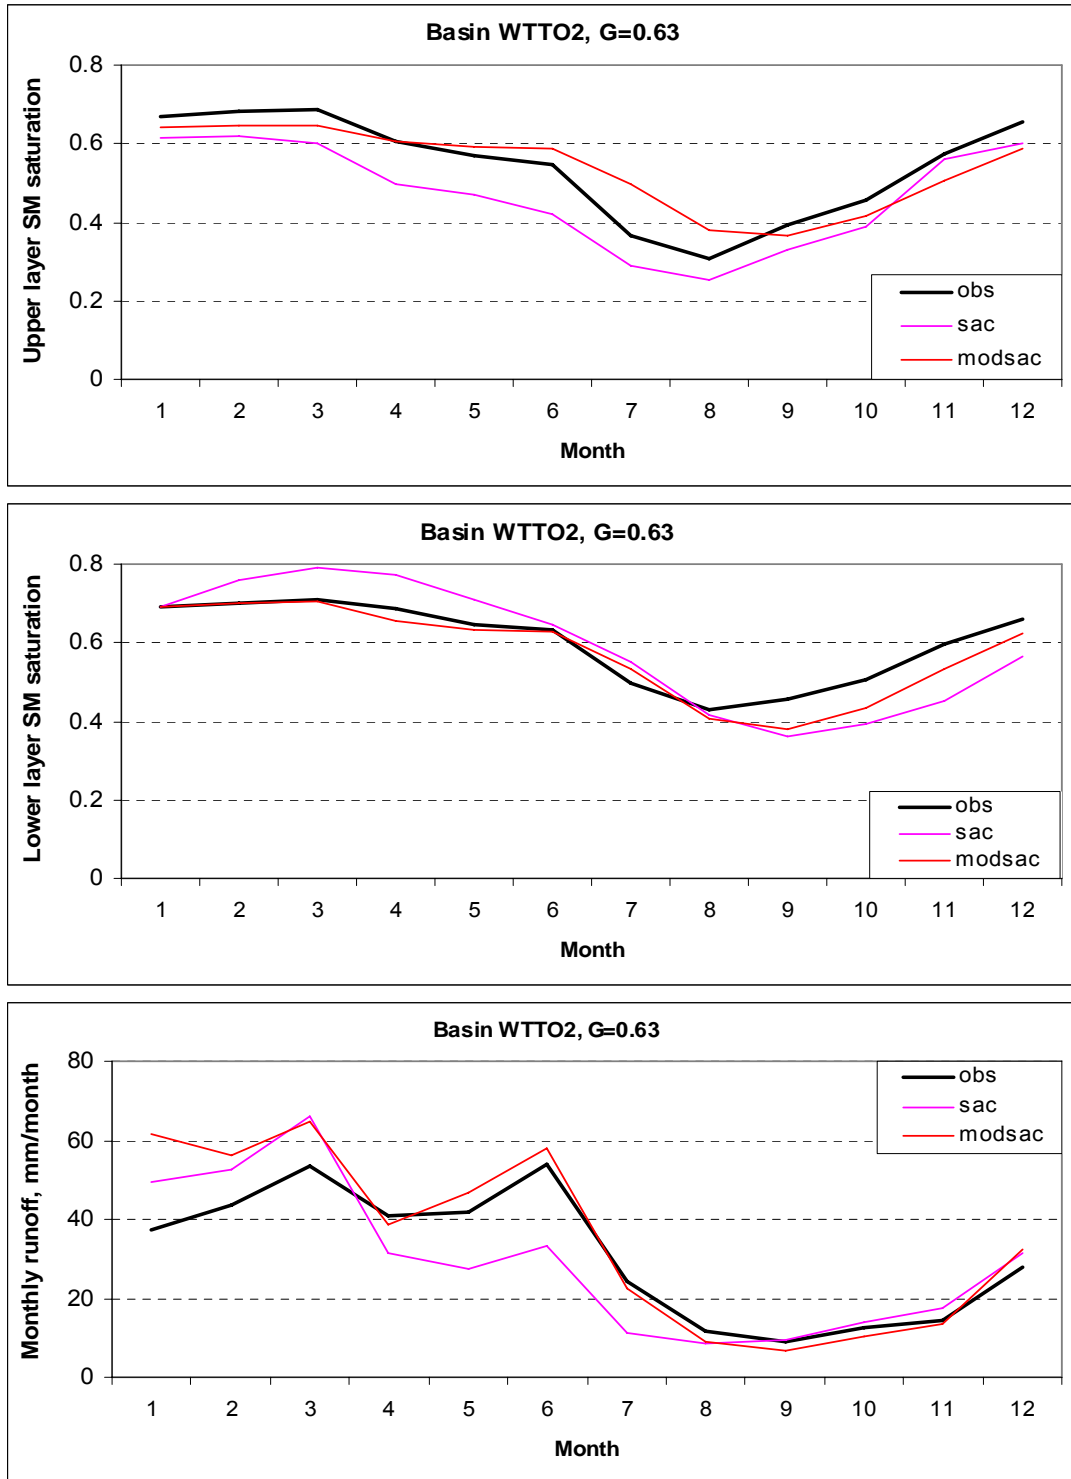 Basin WTTO2, G=0.63
Upper layer SM saturation
0.8
0.6
0.4
0.2
0
obs
sac
modsac
1 2 3 4 5 6 7 8 9 10 11 12
Month
Basin WTTO2, G=0.63
Lower layer SM saturation
0.8
0.6
0.4
0.2
0
obs
sac
modsac
1 2 3 4 5 6 7 8 9 10 11 12
Month
Basin WTTO2, G=0.63
Monthly runoff, mm/month
80
60
40
20
0
obs
sac
modsac
1 2 3 4 5 6 7 8 9 10 11 12
Month